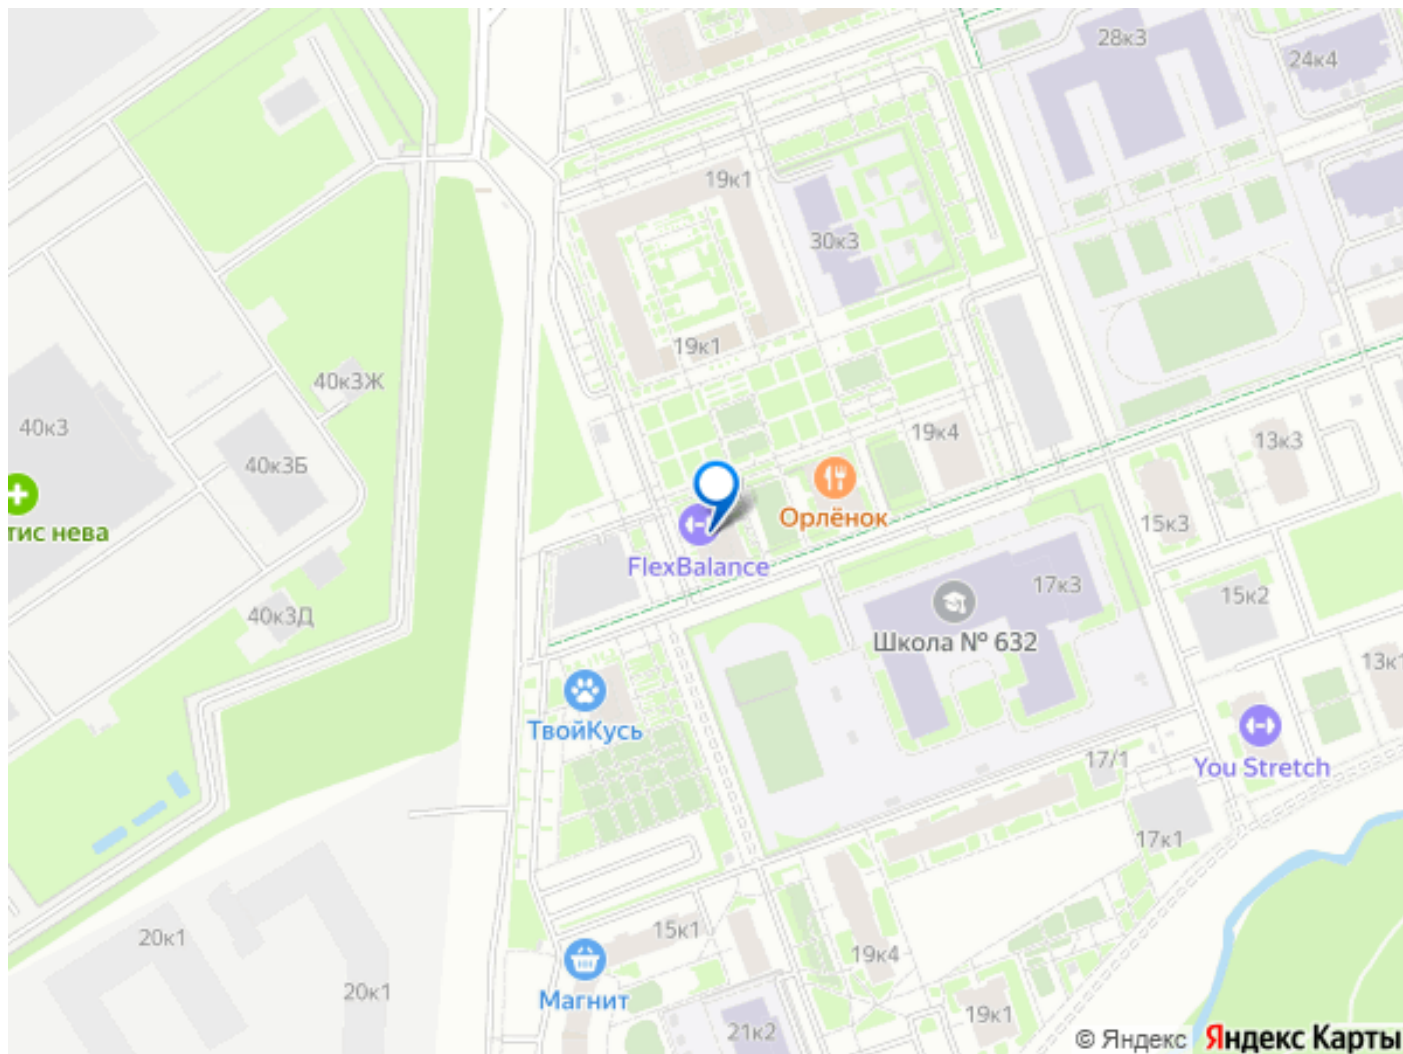 28к3
24к4
19к1
30к3
19к1
40к3Ж
40к3
19к4
13к3
40к3Б
тис нева
Орлёнок
15к3
FlexBalance
17к3
15к2
40к3Д
Школа № 632
13к1
ТвойКусь
17/1
You Stretch
17к1
20к1
15к1
19к4
20к1
Магнит
19к1
21к2
© Яндекс Яндекс Карты